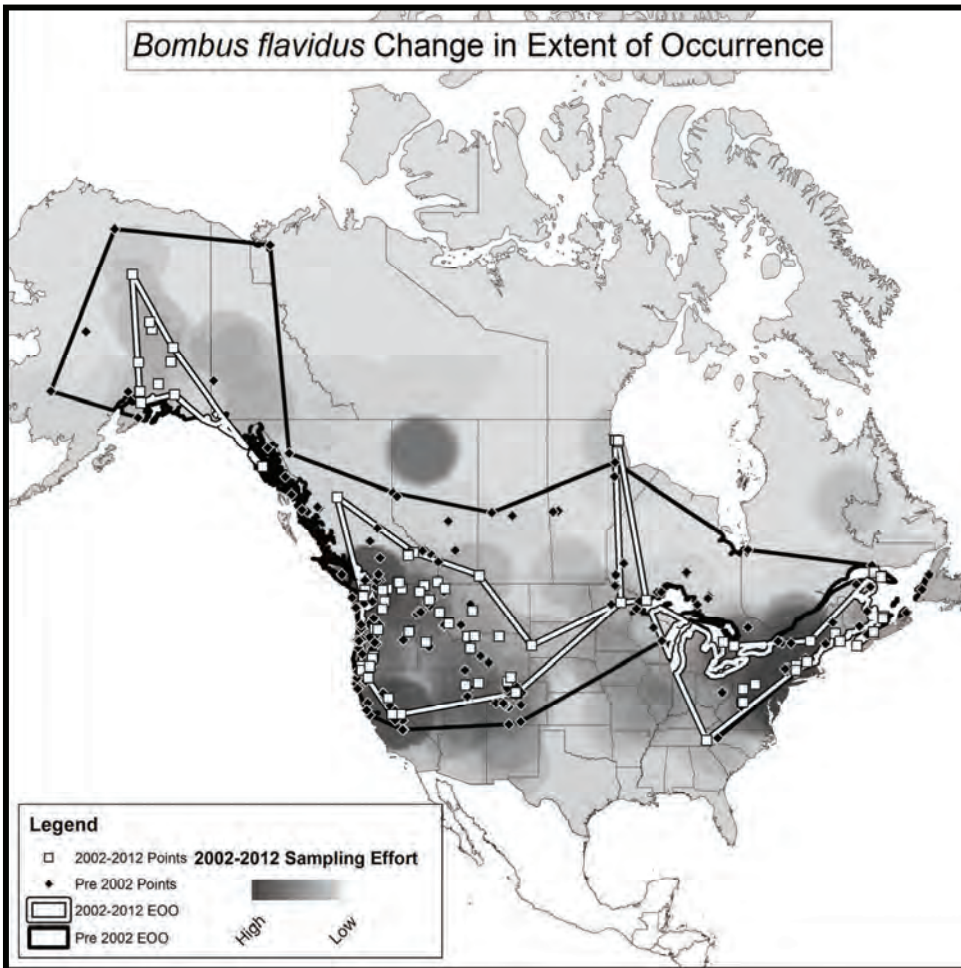 Bombus flavidus Change in Extent of Occurrence
Legend
2002-2012 Points
Pre 2002 Points
2002-2012 EOO
Pre 2002 EOO
2002-2012 Sampling Effort
High
Low